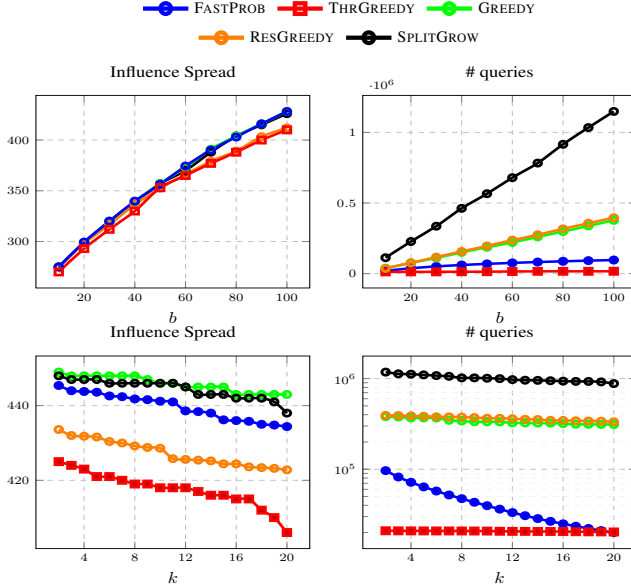 FASTPROB THRGREEDY GREEDY
RESGREEDY SPLITGROW
Influence Spread
400
350
300
20 40 60 80 100
b
# queries
·10^6
1
0.5
0
20 40 60 80 100
b
Influence Spread
440
420
4 8 12 16 20
k
# queries
10^6
10^5
4 8 12 16 20
k